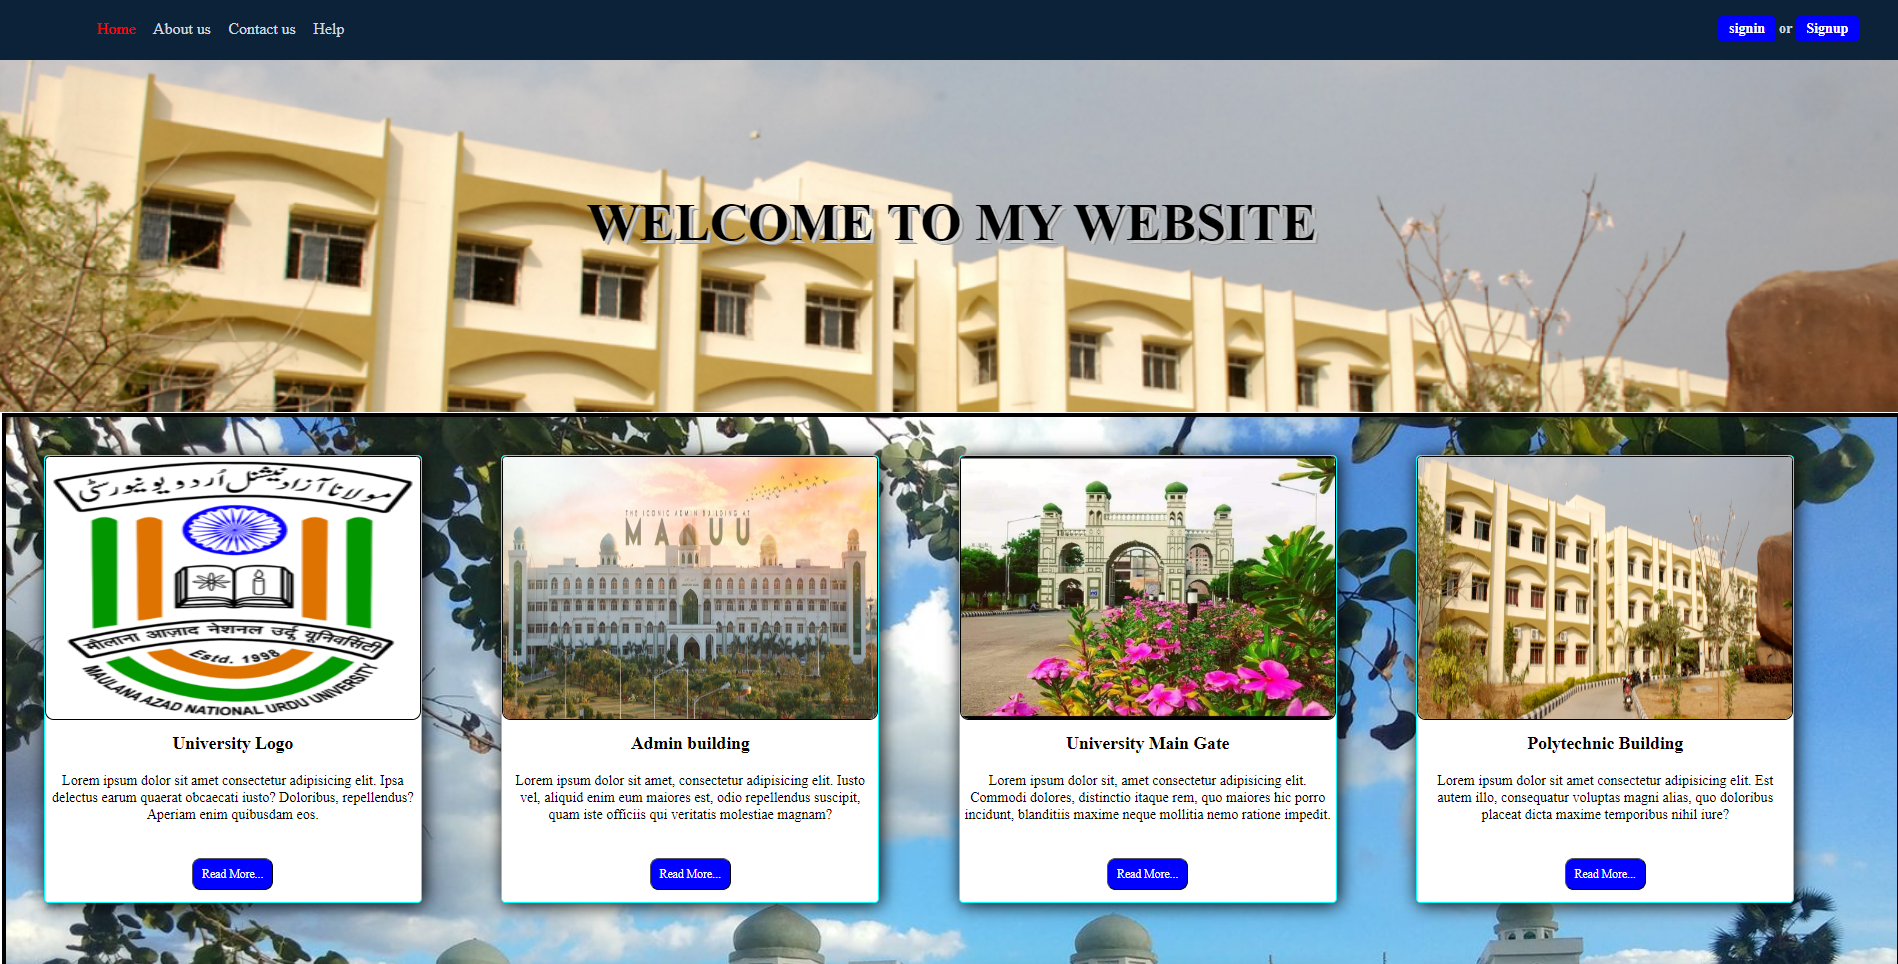 Home About us Contact us Help
signin or Signup
WELCOME TO MY WEBSITE
مولانا آزاد نیشنل اُردو یونیورسٹی
मौलाना आज़ाद नेशनल उर्दू यूनिवर्सिटी
Estd. 1998
MAULANA AZAD NATIONAL URDU UNIVERSITY
University Logo
Lorem ipsum dolor sit amet consectetur adipisicing elit. Ipsa
delectus earum quaerat obcaecati iusto? Doloribus, repellendus?
Aperiam enim quibusdam eos.
Read More...
THE ICONIC ADMIN BUILDING AT
MANUU
Admin building
Lorem ipsum dolor sit amet, consectetur adipisicing elit. Iusto
vel, aliquid enim eum maiores est, odio repellendus suscipit,
quam iste officiis qui veritatis molestiae magnam?
Read More...
University Main Gate
Lorem ipsum dolor sit, amet consectetur adipisicing elit.
Commodi dolores, distinctio itaque rem, quo maiores hic porro
incidunt, blanditiis maxime neque mollitia nemo ratione impedit.
Read More...
Polytechnic Building
Lorem ipsum dolor sit amet consectetur adipisicing elit. Est
autem illo, consequatur voluptas magni alias, quo doloribus
placeat dicta maxime temporibus nihil iure?
Read More...